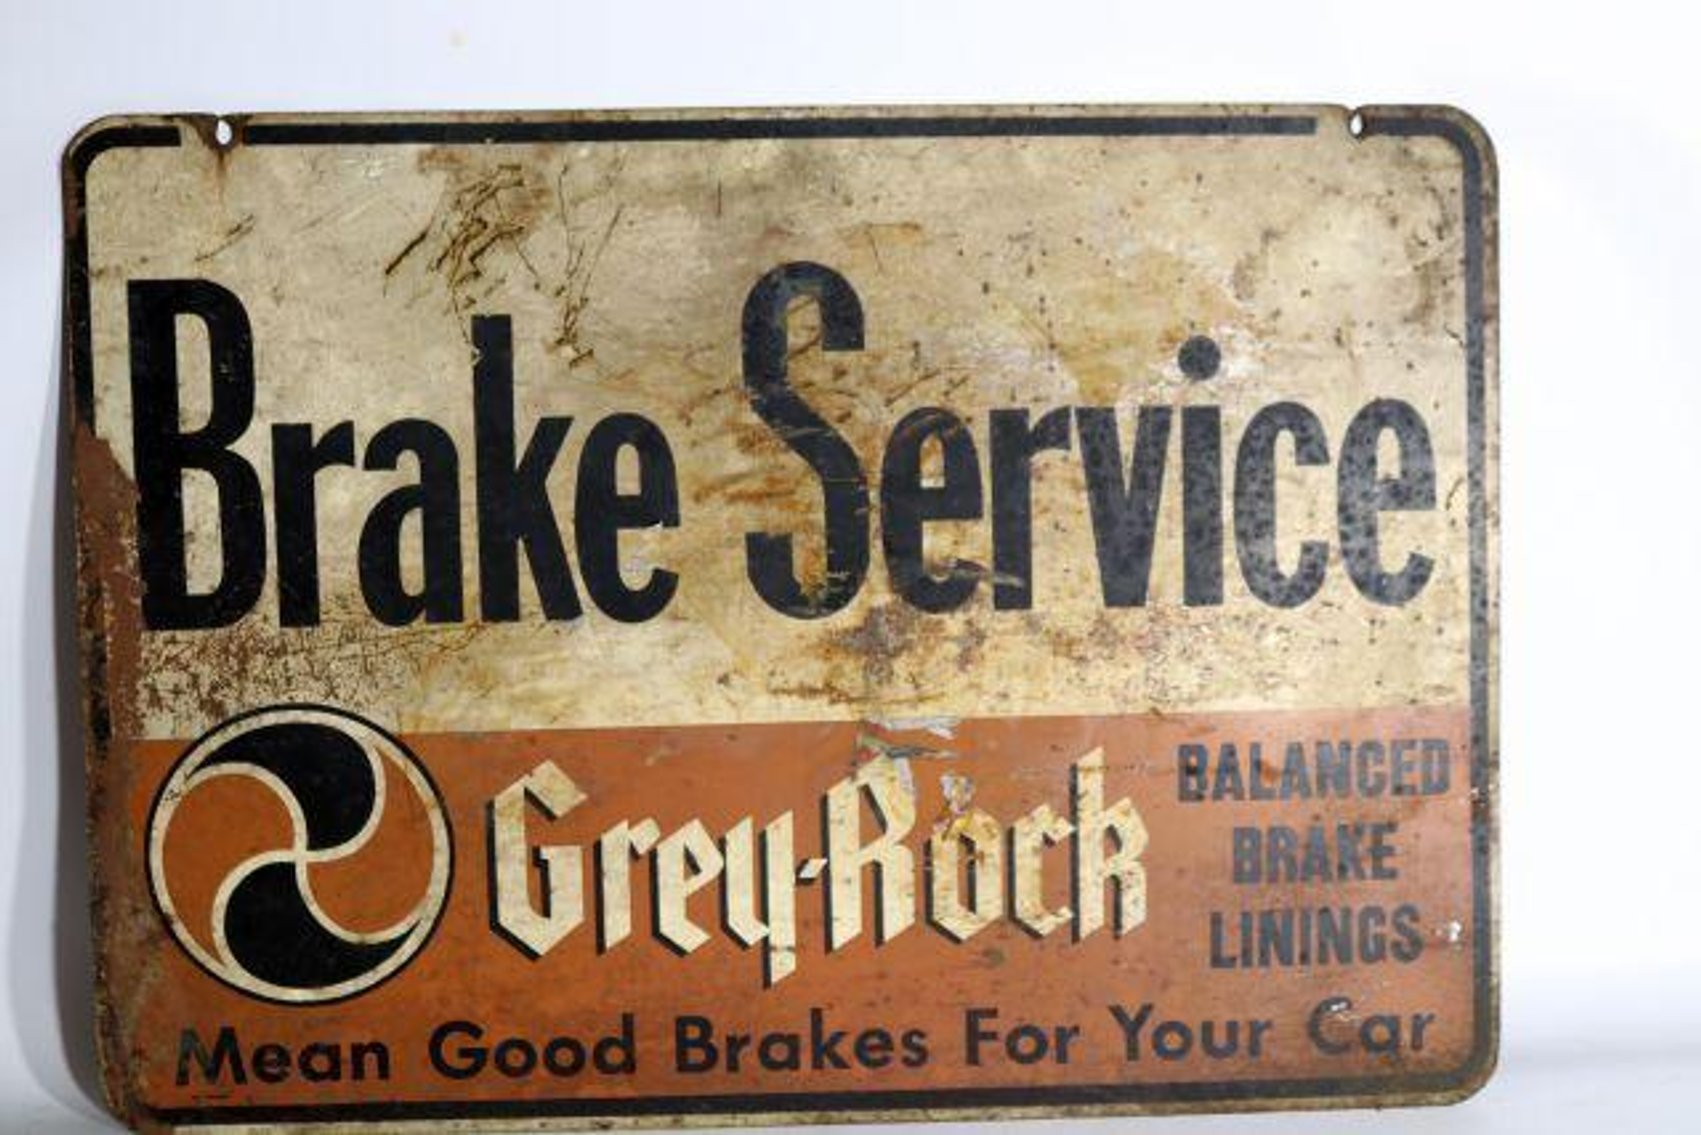 Brake Service
Grey-Rock
BALANCED
BRAKE
LININGS
Mean Good Brakes For Your Car